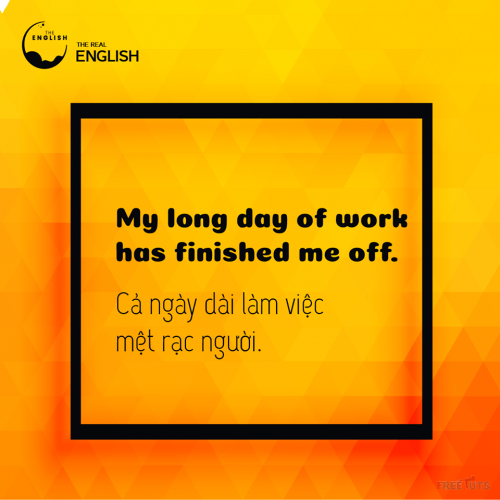 THE
ENGLISH
THE REAL
ENGLISH
My long day of work
has finished me off.
Cả ngày dài làm việc
mệt rạc người.